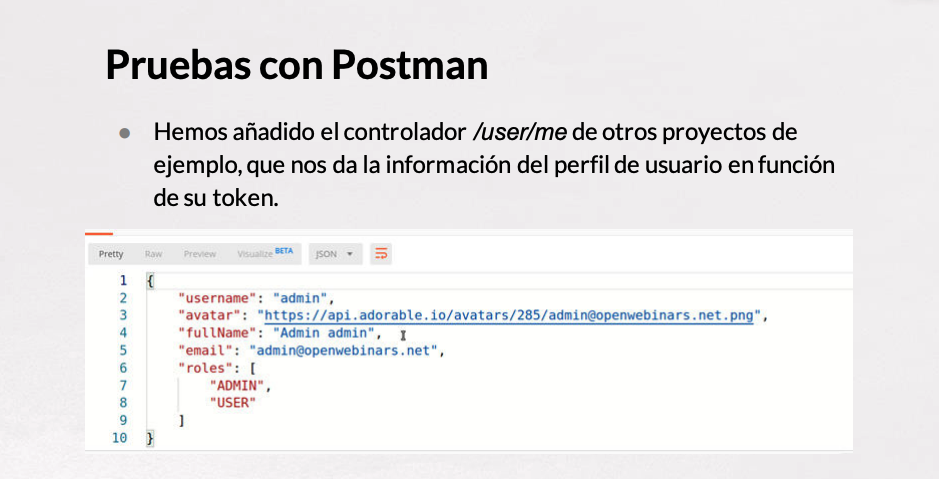 Pruebas con Postman
● Hemos añadido el controlador /user/me de otros proyectos de
ejemplo, que nos da la información del perfil de usuario en función
de su token.
Pretty Raw Preview Visualize BETA JSON ▼
1 {
2 "username": "admin",
3 "avatar": "https://api.adorable.io/avatars/285/admin@openwebinars.net.png",
4 "fullName": "Admin admin",
5 "email": "admin@openwebinars.net",
6 "roles": [
7 "ADMIN",
8 "USER"
9 ]
10 }